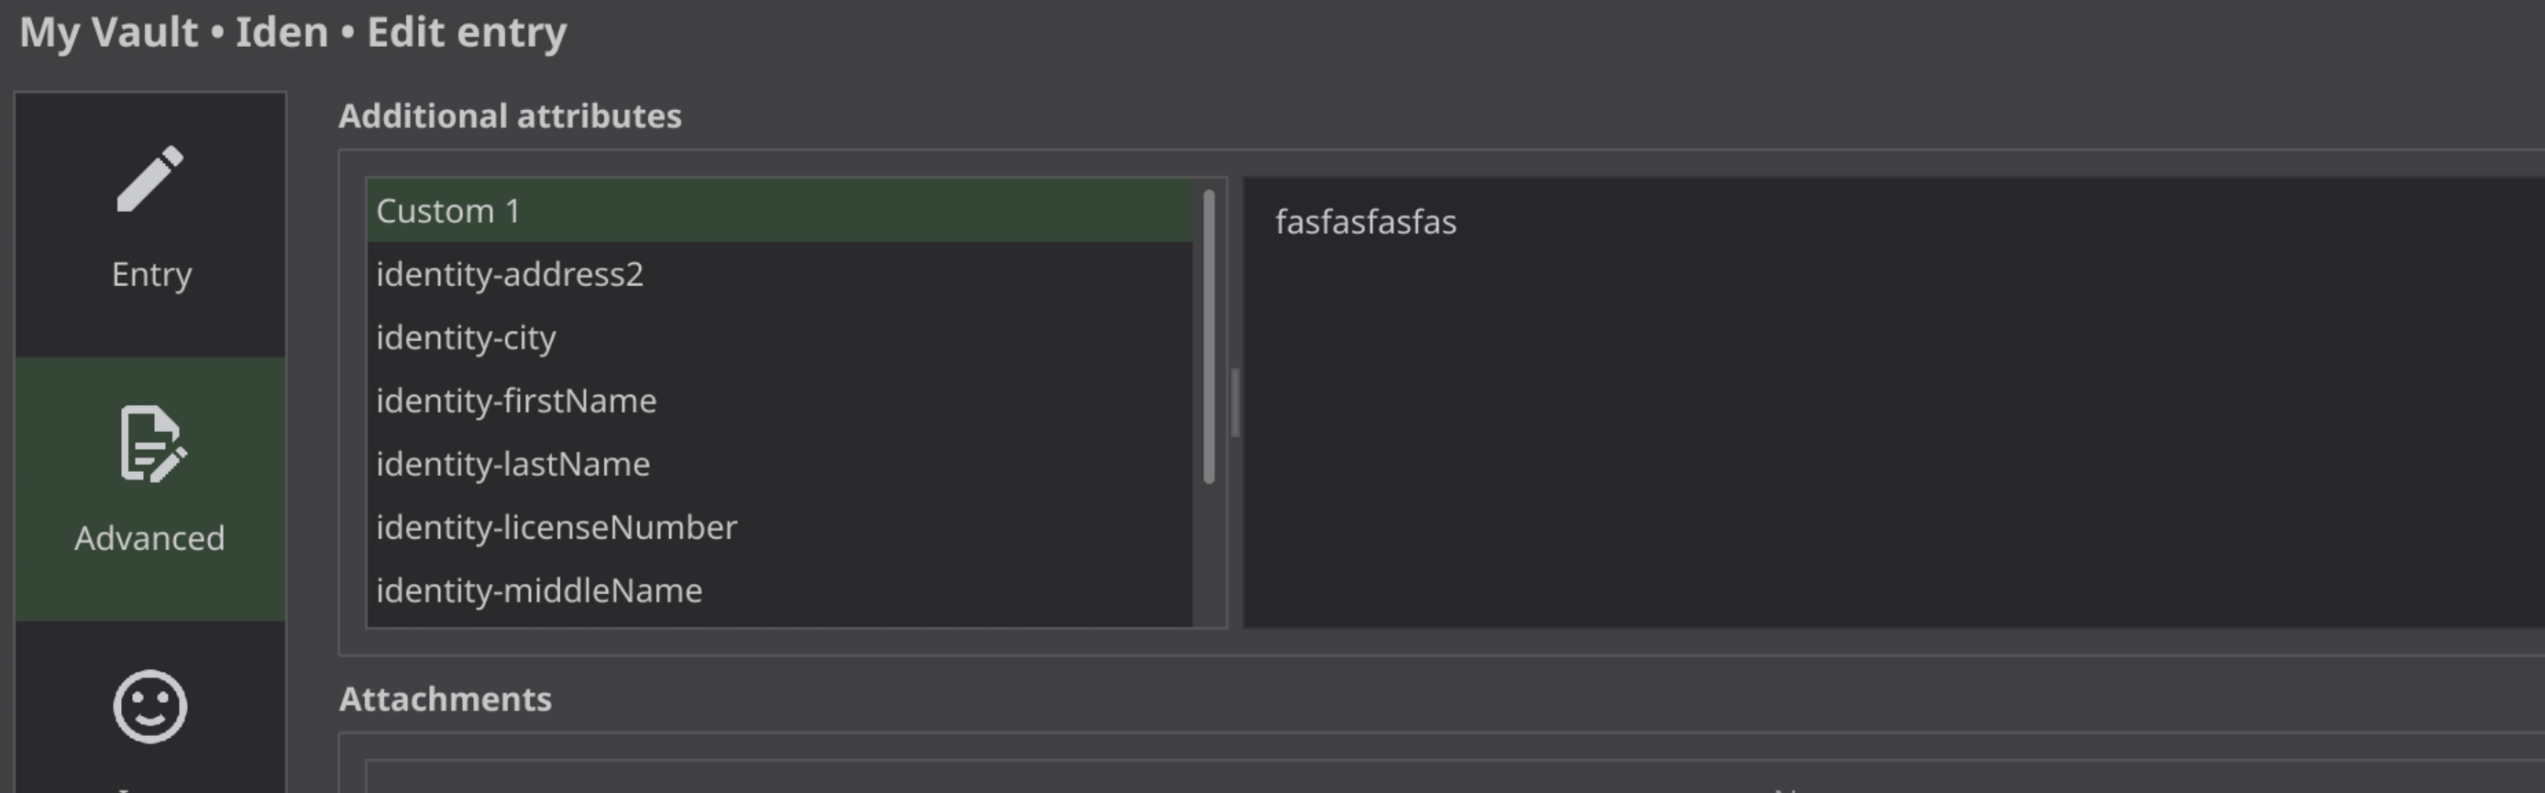 My Vault • Iden • Edit entry
Entry
Advanced
Additional attributes
Custom 1
identity-address2
identity-city
identity-firstName
identity-lastName
identity-licenseNumber
identity-middleName
fasfasfasfas
Attachments